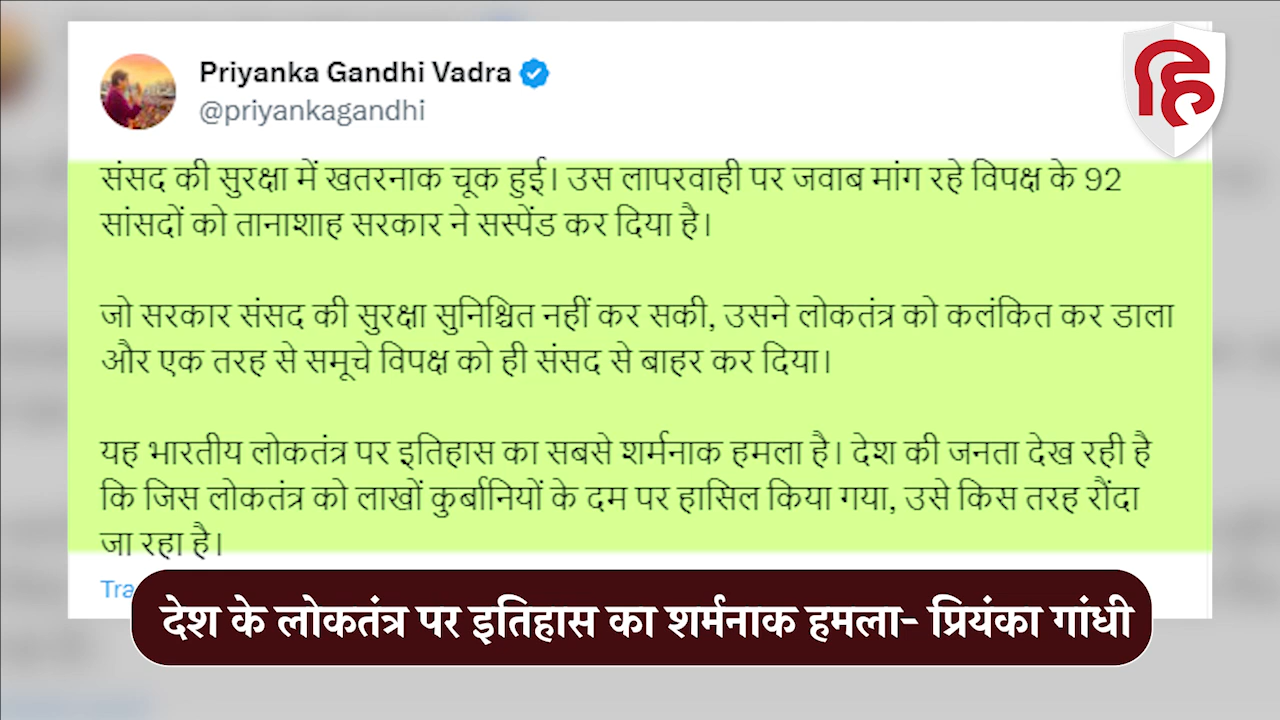 Priyanka Gandhi Vadra
@priyankagandhi
हि
संसद की सुरक्षा में खतरनाक चूक हुई। उस लापरवाही पर जवाब मांग रहे विपक्ष के 92
सांसदों को तानाशाह सरकार ने सस्पेंड कर दिया है।
जो सरकार संसद की सुरक्षा सुनिश्चित नहीं कर सकी, उसने लोकतंत्र को कलंकित कर डाला
और एक तरह से समूचे विपक्ष को ही संसद से बाहर कर दिया।
यह भारतीय लोकतंत्र पर इतिहास का सबसे शर्मनाक हमला है। देश की जनता देख रही है
कि जिस लोकतंत्र को लाखों कुर्बानियों के दम पर हासिल किया गया, उसे किस तरह रौंदा
जा रहा है।
Tra
देश के लोकतंत्र पर इतिहास का शर्मनाक हमला- प्रियंका गांधी